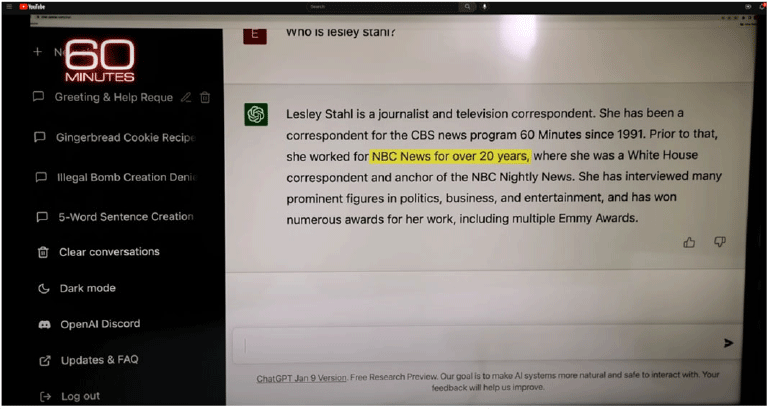 YouTube
Search
60
MINUTES
Greeting & Help Reque
Gingerbread Cookie Recipe
Illegal Bomb Creation Deni
5-Word Sentence Creation
Clear conversations
Dark mode
OpenAI Discord
Updates & FAQ
Log out
E
Who is lesley stahl?
Lesley Stahl is a journalist and television correspondent. She has been a
correspondent for the CBS news program 60 Minutes since 1991. Prior to that,
she worked for NBC News for over 20 years, where she was a White House
correspondent and anchor of the NBC Nightly News. She has interviewed many
prominent figures in politics, business, and entertainment, and has won
numerous awards for her work, including multiple Emmy Awards.
ChatGPT Jan 9 Version. Free Research Preview. Our goal is to make AI systems more natural and safe to interact with. Your
feedback will help us improve.